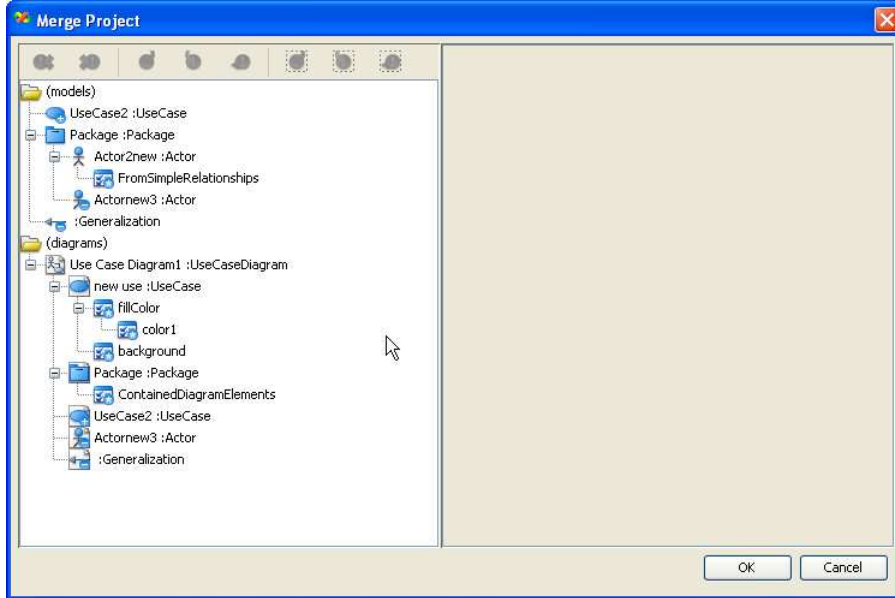 Merge Project
(models)
UseCase2 :UseCase
Package :Package
Actor2new :Actor
FromSimpleRelationships
Actornew3 :Actor
:Generalization
(diagrams)
Use Case Diagram1 :UseCaseDiagram
new use :UseCase
fillColor
color1
background
Package :Package
ContainedDiagramElements
UseCase2 :UseCase
Actornew3 :Actor
:Generalization
OK Cancel